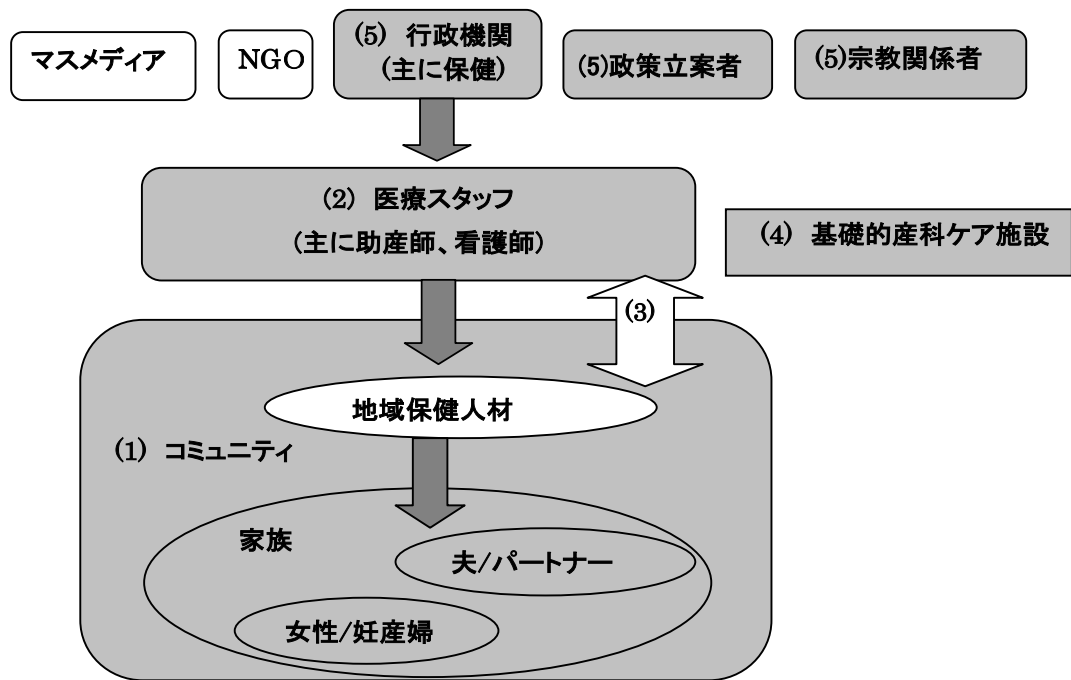 マスメディア
NGO
(5) 行政機関
(主に保健)
(5)政策立案者
(5)宗教関係者
(2) 医療スタッフ
(主に助産師、看護師)
(4) 基礎的産科ケア施設
(3)
地域保健人材
(1) コミュニティ
家族
夫/パートナー
女性/妊産婦